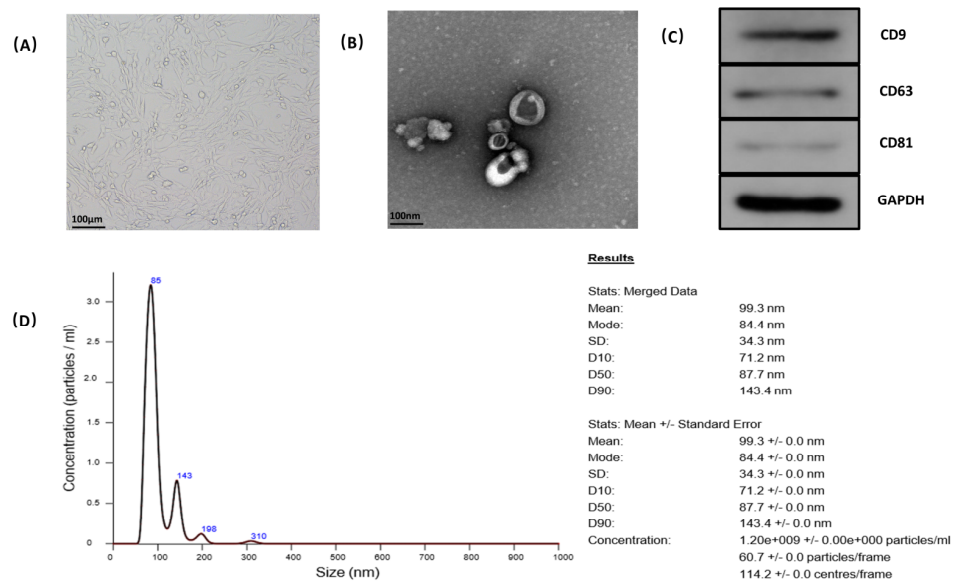 (A)
100μm
(B)
100nm
(C)
CD9
CD63
CD81
GAPDH
(D)
Concentration (particles / ml)
3.0
2.5
2.0
1.5
1.0
0.5
0
85
143
198
310
0 100 200 300 400 500 600 700 800 900 1000
Size (nm)
Results
Stats: Merged Data
Mean: 99.3 nm
Mode: 84.4 nm
SD: 34.3 nm
D10: 71.2 nm
D50: 87.7 nm
D90: 143.4 nm
Stats: Mean +/- Standard Error
Mean: 99.3 +/- 0.0 nm
Mode: 84.4 +/- 0.0 nm
SD: 34.3 +/- 0.0 nm
D10: 71.2 +/- 0.0 nm
D50: 87.7 +/- 0.0 nm
D90: 143.4 +/- 0.0 nm
Concentration: 1.20e+009 +/- 0.00e+000 particles/ml
60.7 +/- 0.0 particles/frame
114.2 +/- 0.0 centres/frame